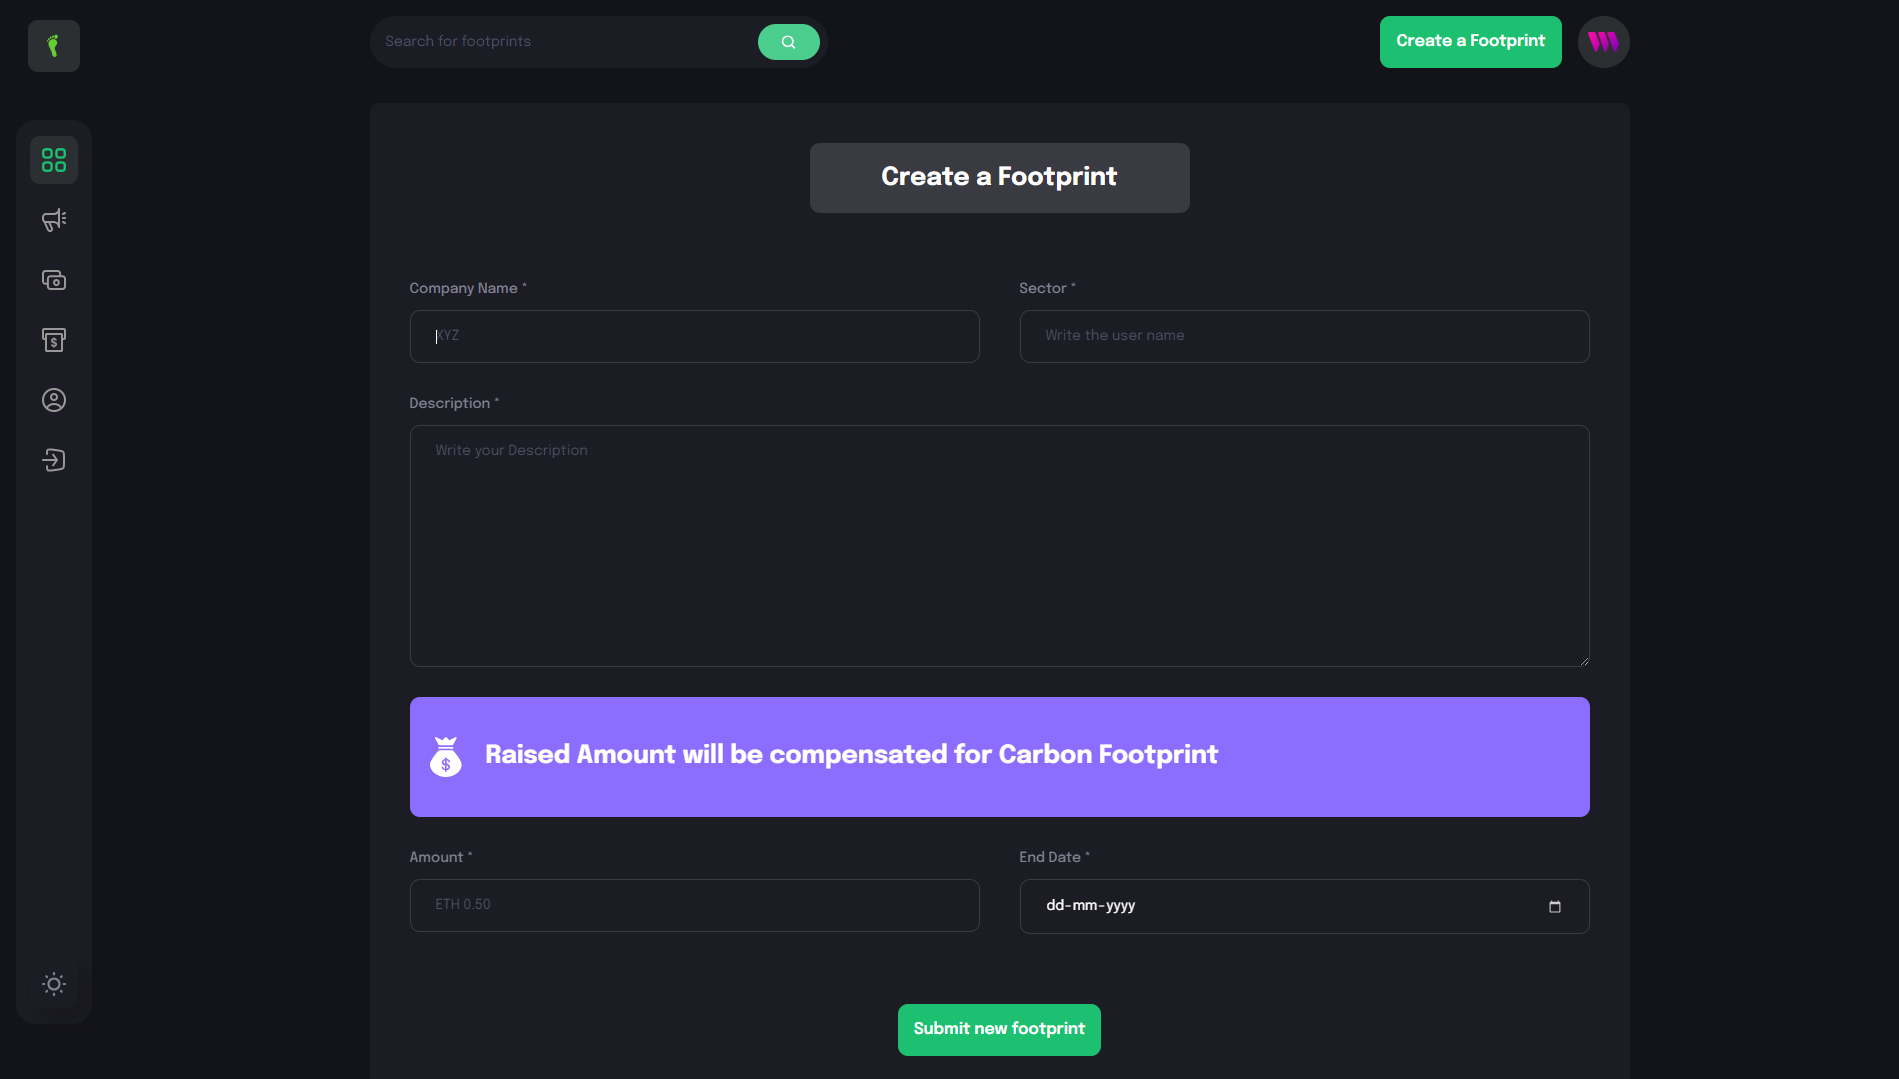 Search for footprints
Create a Footprint
Create a Footprint
Company Name *
Sector *
XYZ
Write the user name
Description *
Write your Description
Raised Amount will be compensated for Carbon Footprint
Amount *
End Date *
ETH 0.50
dd-mm-yyyy
Submit new footprint